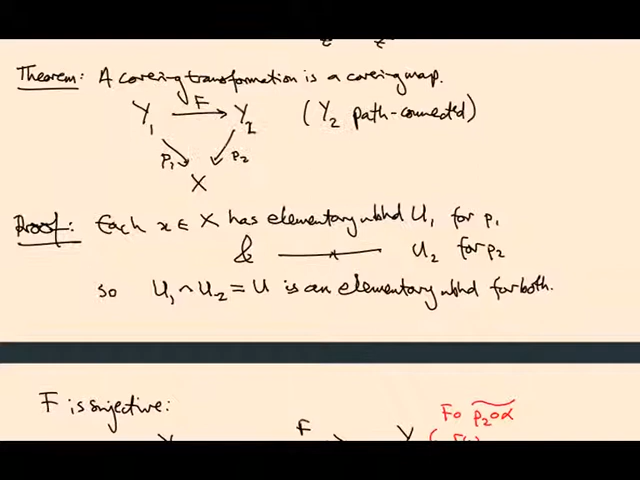 Theorem: A covering transformation is a covering map.
Y₁ F→ Y₂ (Y₂ path-connected)
p₁ p₂
X
Proof: Each x ∈ X has elementary nbhd U₁ for p₁
& —〃— U₂ for p₂
so U₁ ∩ U₂ = U is an elementary nbhd for both.
F is surjective:
F∘ p₂∘α
F